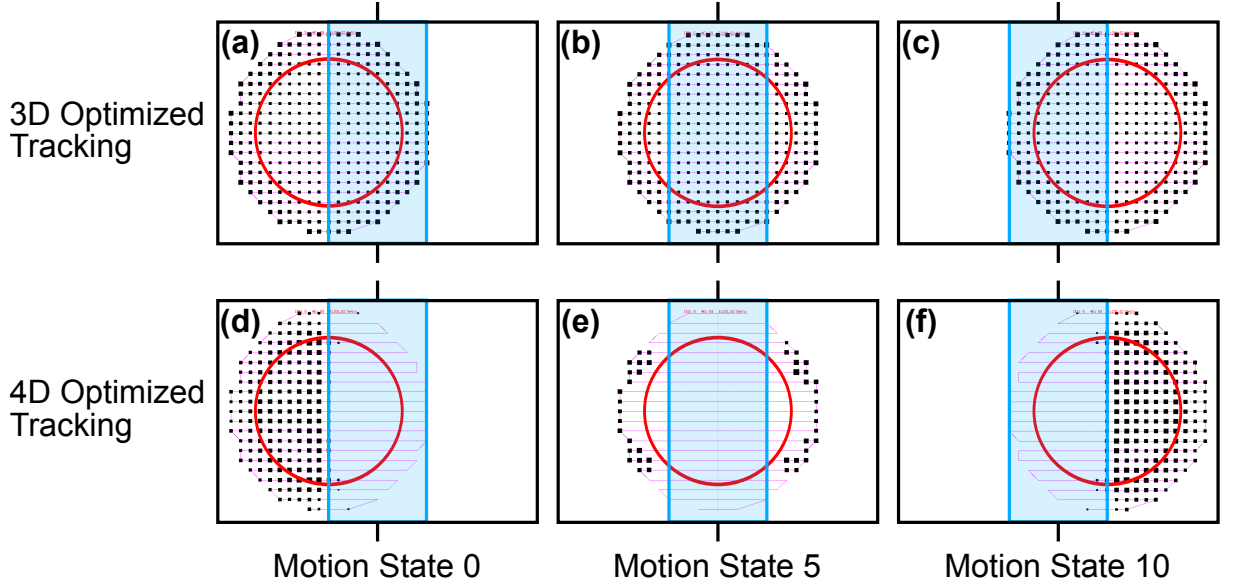 (a)
(b)
(c)
3D Optimized
Tracking
(d)
(e)
(f)
4D Optimized
Tracking
Motion State 0
Motion State 5
Motion State 10